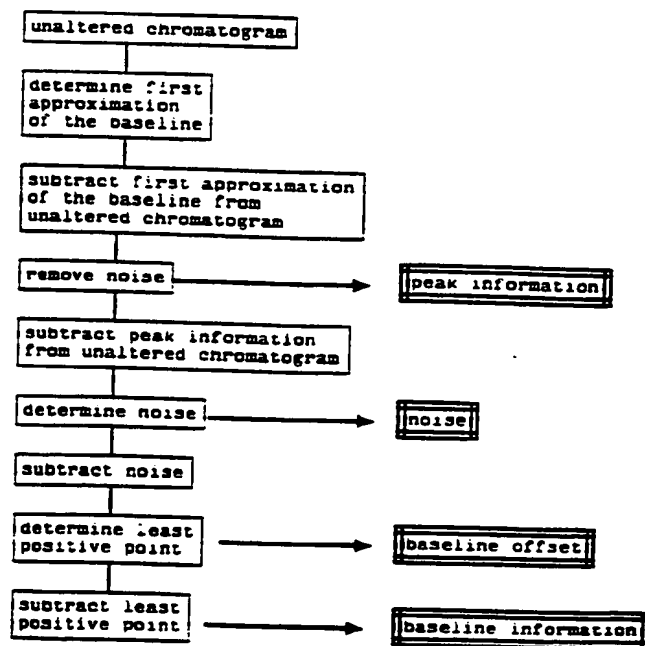 unaltered chromatogram
determine first
approximation
of the baseline
subtract first approximation
of the baseline from
unaltered chromatogram
remove noise
peak information
subtract peak information
from unaltered chromatogram
determine noise
noise
subtract noise
determine least
positive point
baseline offset
subtract least
positive point
baseline information